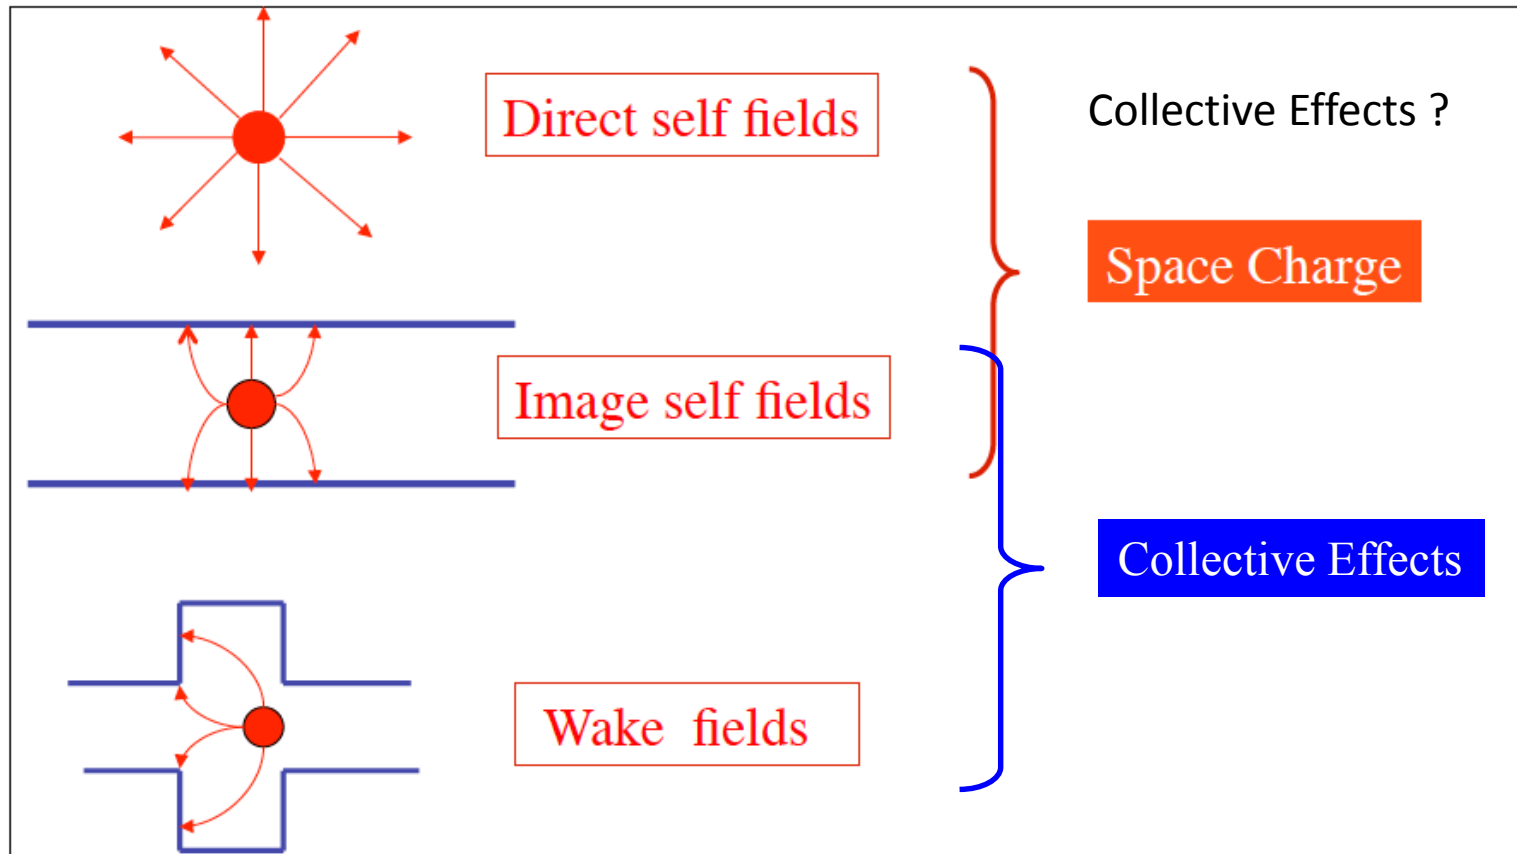 Direct self fields
Collective Effects ?
Space Charge
Image self fields
Collective Effects
Wake fields